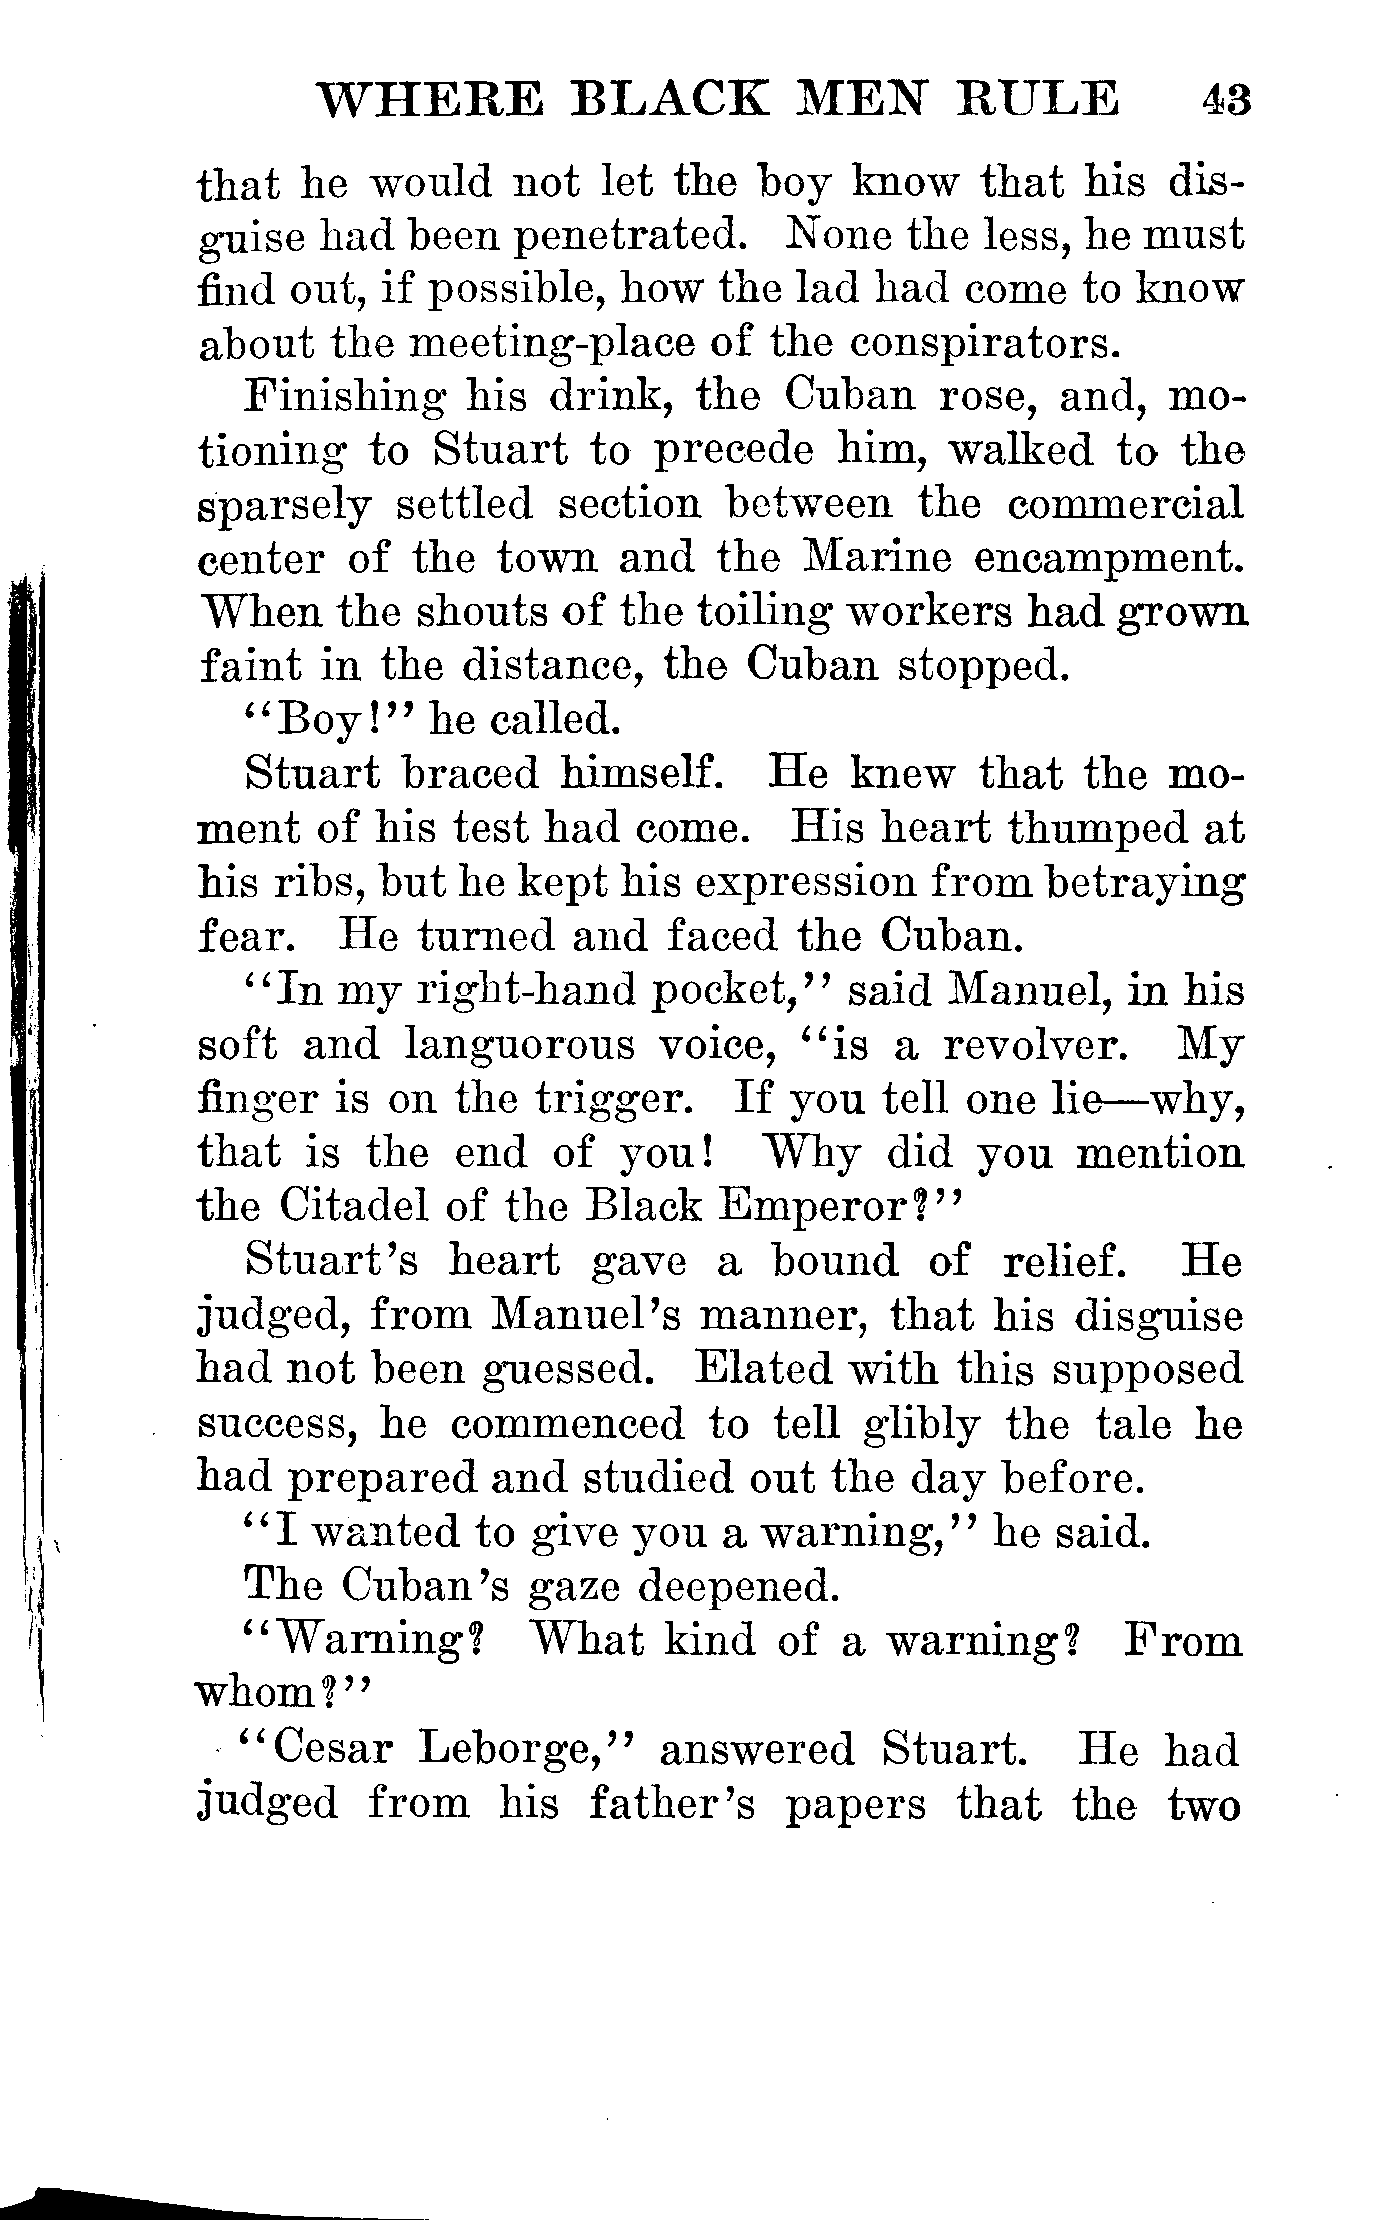 WHERE BLACK MEN RULE 43
that he would not let the boy know that his dis-
guise had been penetrated. None the less, he must
find out, if possible, how the lad had come to know
about the meeting-place of the conspirators.
Finishing his drink, the Cuban rose, and, mo-
tioning to Stuart to precede him, walked to the
sparsely settled section between the commercial
center of the town and the Marine encampment.
When the shouts of the toiling workers had grown
faint in the distance, the Cuban stopped.
"Boy!" he called.
Stuart braced himself. He knew that the mo-
ment of his test had come. His heart thumped at
his ribs, but he kept his expression from betraying
fear. He turned and faced the Cuban.
"In my right-hand pocket," said Manuel, in his
soft and languorous voice, "is a revolver. My
finger is on the trigger. If you tell one lie—why,
that is the end of you! Why did you mention
the Citadel of the Black Emperor?"
Stuart's heart gave a bound of relief. He
judged, from Manuel's manner, that his disguise
had not been guessed. Elated with this supposed
success, he commenced to tell glibly the tale he
had prepared and studied out the day before.
"I wanted to give you a warning," he said.
The Cuban's gaze deepened.
"Warning? What kind of a warning? From
whom?"
"Cesar Leborge," answered Stuart. He had
judged from his father's papers that the two